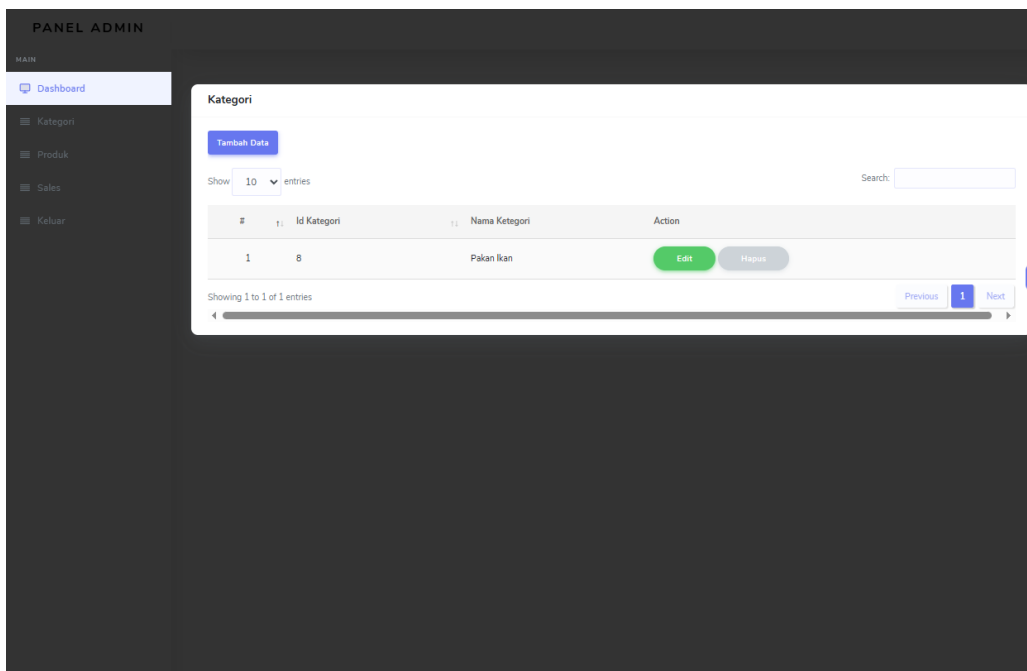 PANEL ADMIN
MAIN
Dashboard
Kategori
Produk
Sales
Keluar
Kategori
Tambah Data
Show 10 entries Search:
# Id Kategori Nama Ketegori Action
1 8 Pakan Ikan Edit Hapus
Showing 1 to 1 of 1 entries Previous 1 Next